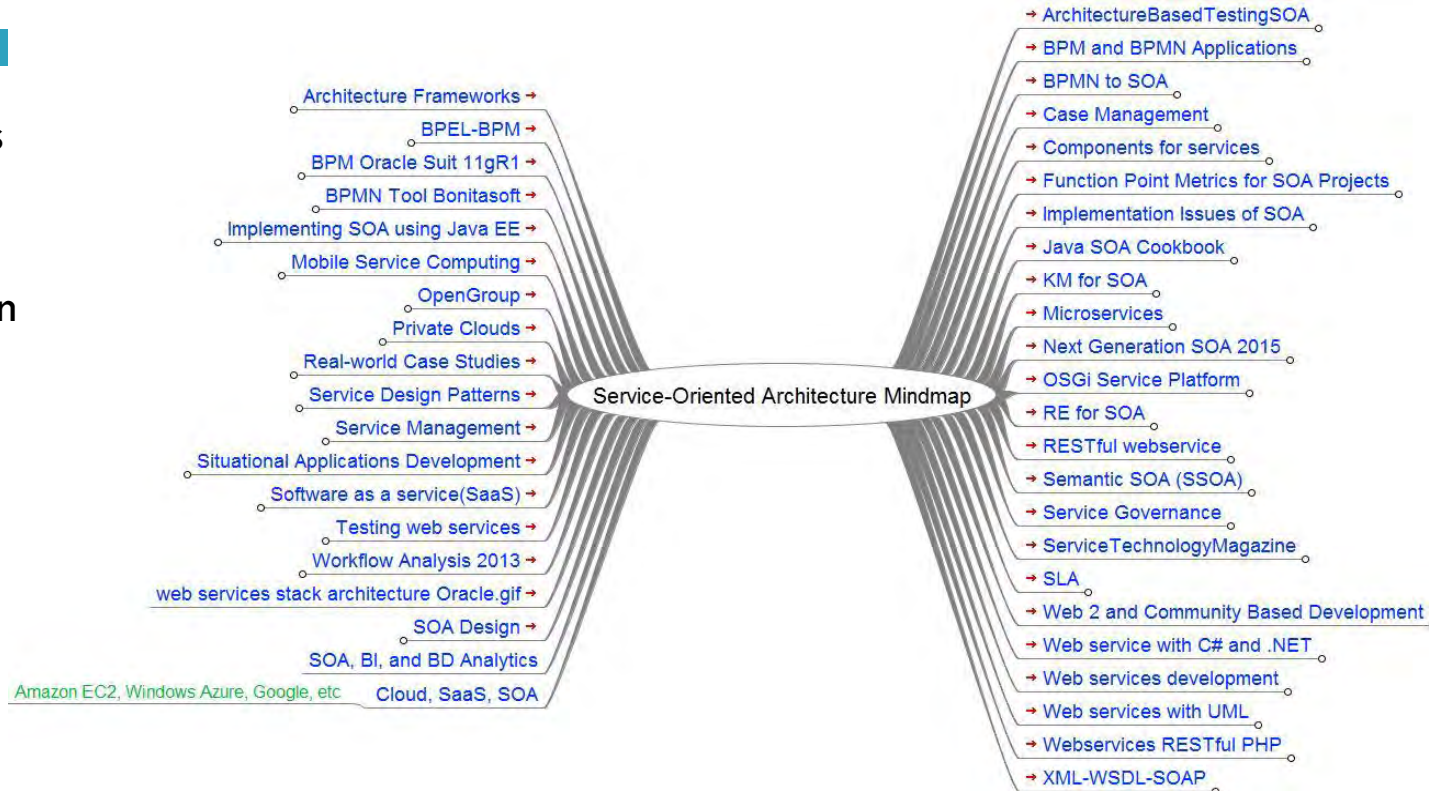 s
n
Architecture Frameworks
BPEL-BPM
BPM Oracle Suit 11gR1
BPMN Tool Bonitasoft
Implementing SOA using Java EE
Mobile Service Computing
OpenGroup
Private Clouds
Real-world Case Studies
Service Design Patterns
Service Management
Situational Applications Development
Software as a service(SaaS)
Testing web services
Workflow Analysis 2013
web services stack architecture Oracle.gif
SOA Design
SOA, BI, and BD Analytics
Amazon EC2, Windows Azure, Google, etc
Cloud, SaaS, SOA
Service-Oriented Architecture Mindmap
ArchitectureBasedTestingSOA
BPM and BPMN Applications
BPMN to SOA
Case Management
Components for services
Function Point Metrics for SOA Projects
Implementation Issues of SOA
Java SOA Cookbook
KM for SOA
Microservices
Next Generation SOA 2015
OSGi Service Platform
RE for SOA
RESTful webservice
Semantic SOA (SSOA)
Service Governance
ServiceTechnologyMagazine
SLA
Web 2 and Community Based Development
Web service with C# and .NET
Web services development
Web services with UML
Webservices RESTful PHP
XML-WSDL-SOAP